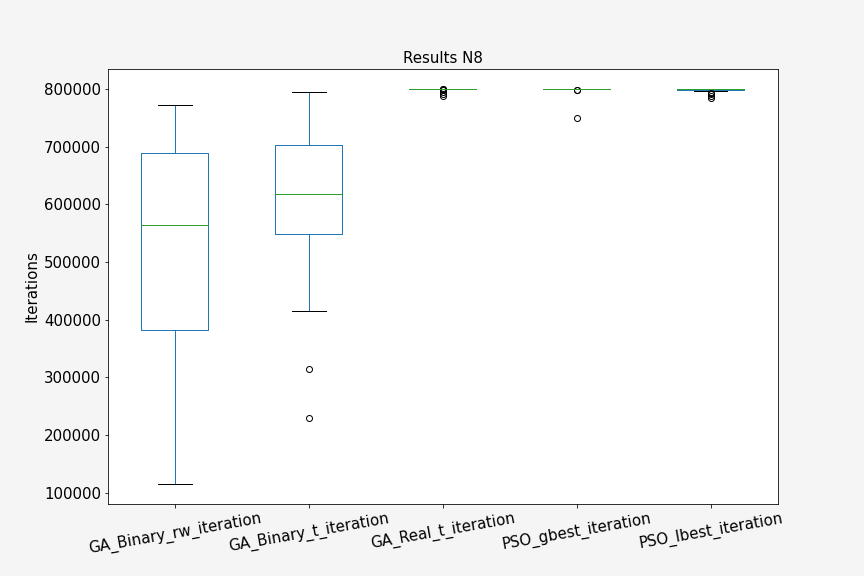 Results N8
Iterations
800000
700000
600000
500000
400000
300000
200000
100000
GA_Binary_rw_iteration
GA_Binary_t_iteration
GA_Real_t_iteration
PSO_gbest_iteration
PSO_lbest_iteration